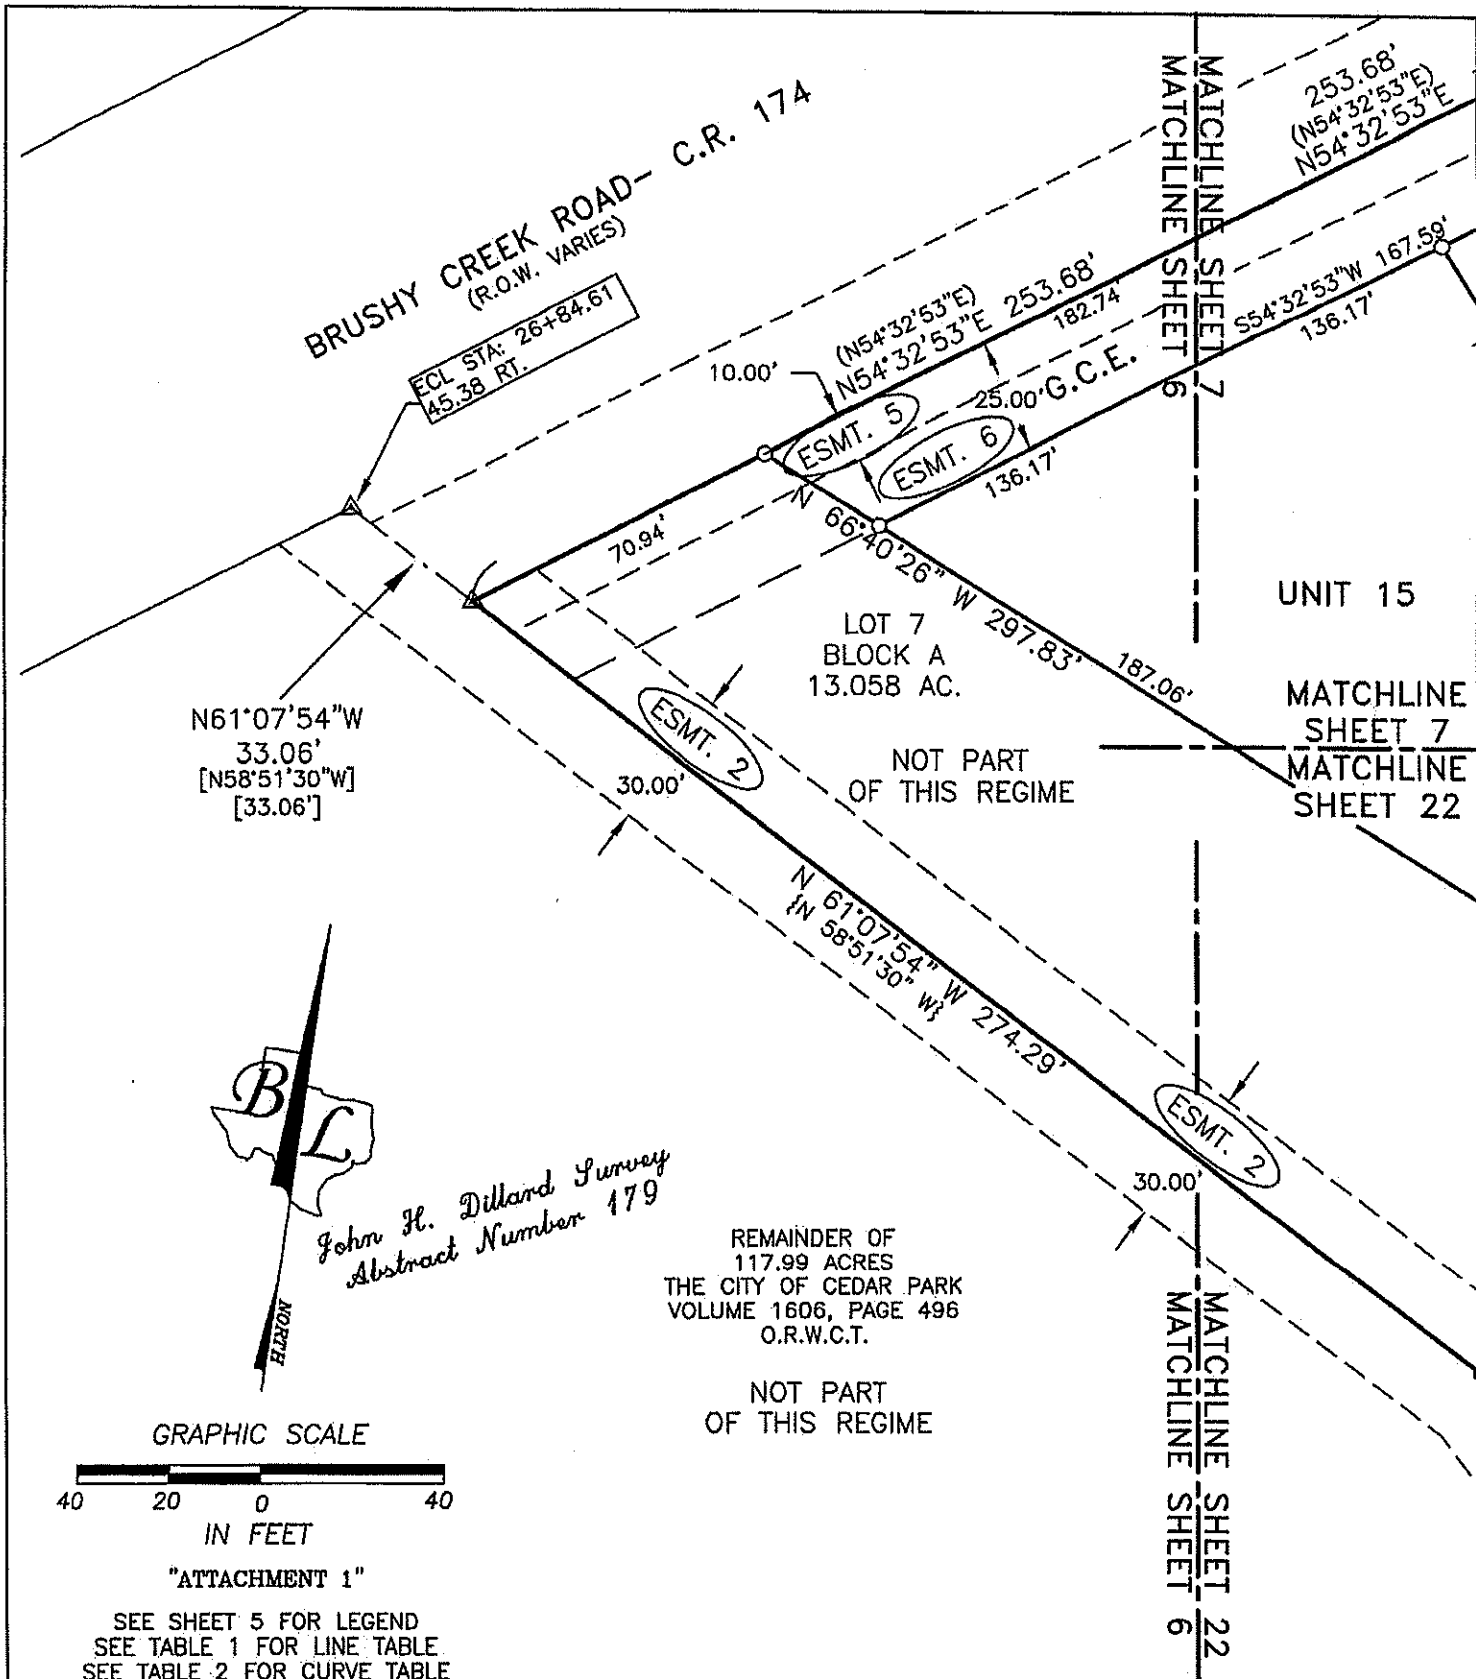 BRUSHY CREEK ROAD- C.R. 174
(R.O.W. VARIES)
ECL STA: 26+84.61
45.38 RT.
MATCHLINE SHEET 7
MATCHLINE SHEET 6
253.68'
(N54°32'53"E)
N54°32'53"E
(N54°32'53"E)
N54°32'53"E 253.68'
182.74'
10.00'
S54°32'53"W 167.59'
136.17'
25.00'
G.C.E.
ESMT. 5
ESMT. 6
136.17'
70.94'
N 66°40'26" W 297.83'
187.06'
UNIT 15
LOT 7
BLOCK A
13.058 AC.
NOT PART
OF THIS REGIME
MATCHLINE
SHEET 7
MATCHLINE
SHEET 22
N61°07'54"W
33.06'
[N58°51'30"W]
[33.06']
ESMT. 2
30.00'
N 61°07'54" W 274.29'
{N 58°51'30" W}
ESMT. 2
30.00'
B
L
NORTH
John H. Dillard Survey
Abstract Number 179
REMAINDER OF
117.99 ACRES
THE CITY OF CEDAR PARK
VOLUME 1606, PAGE 496
O.R.W.C.T.
NOT PART
OF THIS REGIME
MATCHLINE SHEET 22
MATCHLINE SHEET 6
GRAPHIC SCALE
40 20 0 40
IN FEET
"ATTACHMENT 1"
SEE SHEET 5 FOR LEGEND
SEE TABLE 1 FOR LINE TABLE
SEE TABLE 2 FOR CURVE TABLE